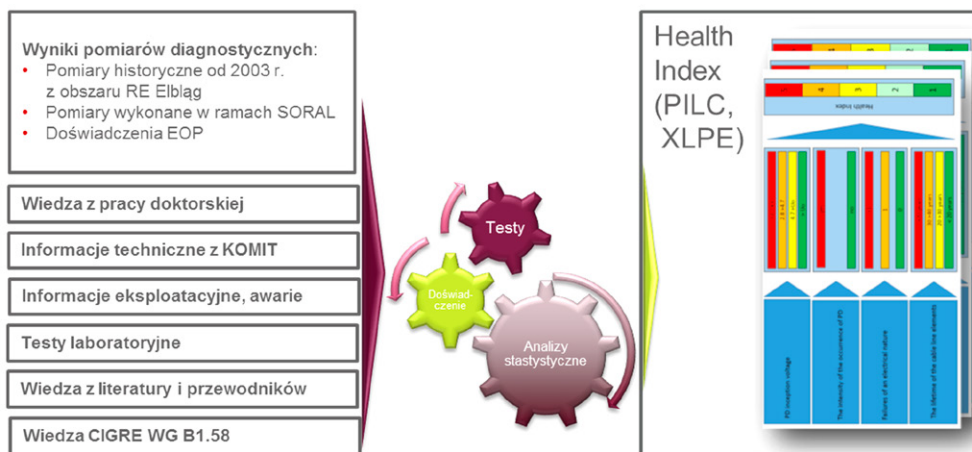 Wyniki pomiarów diagnostycznych:
• Pomiary historyczne od 2003 r.
z obszaru RE Elbląg
• Pomiary wykonane w ramach SORAL
• Doświadczenia EOP
Wiedza z pracy doktorskiej
Informacje techniczne z KOMIT
Informacje eksploatacyjne, awarie
Testy laboratoryjne
Wiedza z literatury i przewodników
Wiedza CIGRE WG B1.58
Testy
Doświad-
czenie
Analizy
stastystyczne
Health
Index
(PILC,
XLPE)
Health Index
PD inception voltage
The intensity of the occurrence of PD
Failures of an electrical nature
The lifetime of the cable line elements